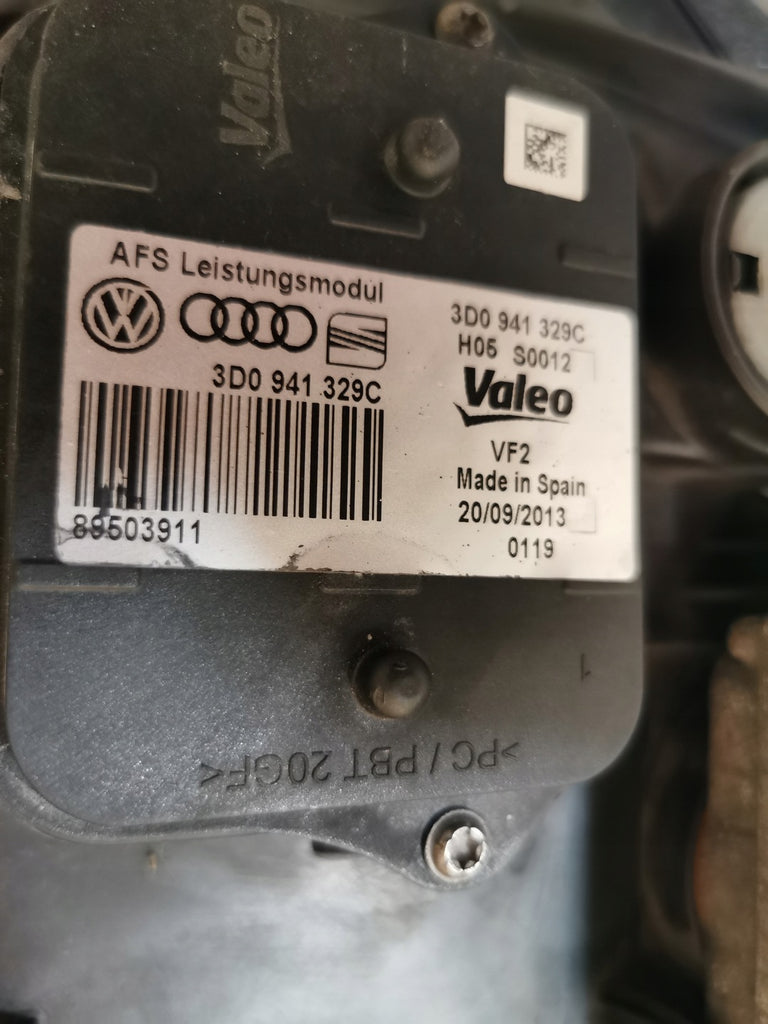 Valeo
AFS Leistungsmodul
3D0 941 329C
89503911
3D0 941 329C
H05 S0012
Valeo
VF2
Made in Spain
20/09/2013
0119
1
>PC / PBT 20GF<